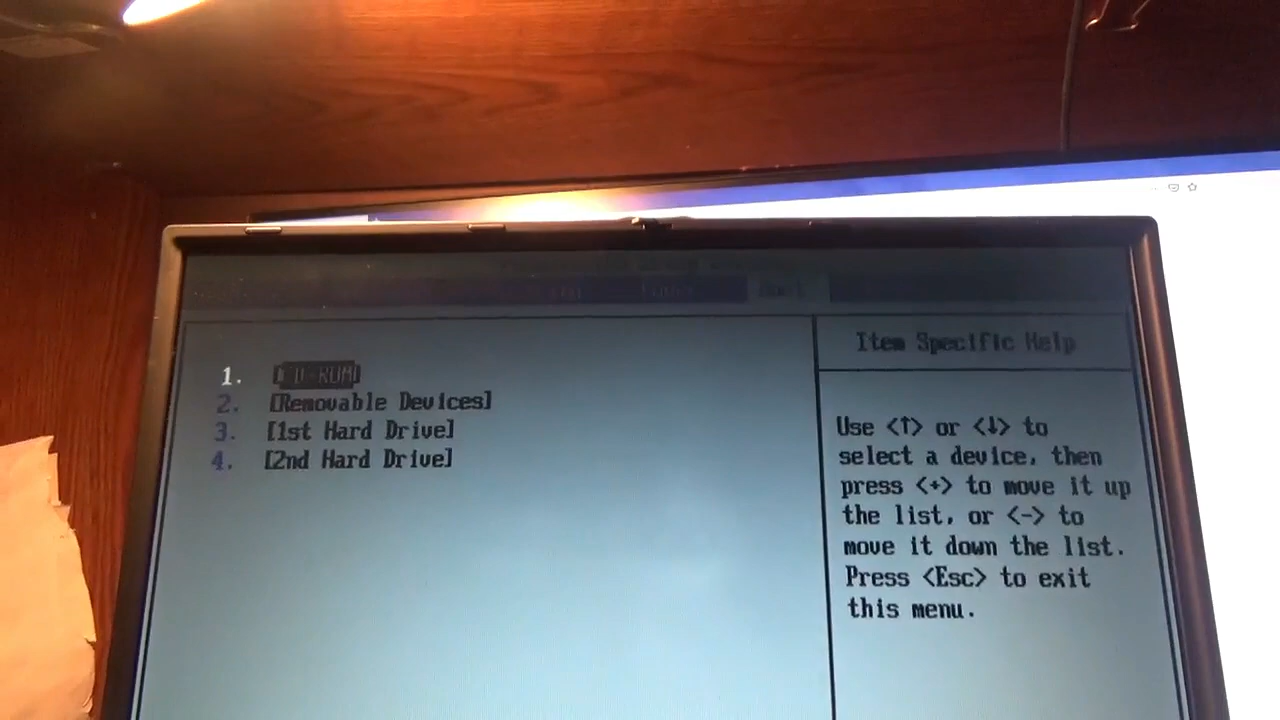 Item Specific Help
1. [CD-ROM]
2. [Removable Devices]
3. [1st Hard Drive]
4. [2nd Hard Drive]
Use <↑> or <↓> to
select a device, then
press <+> to move it up
the list, or <-> to
move it down the list.
Press <Esc> to exit
this menu.